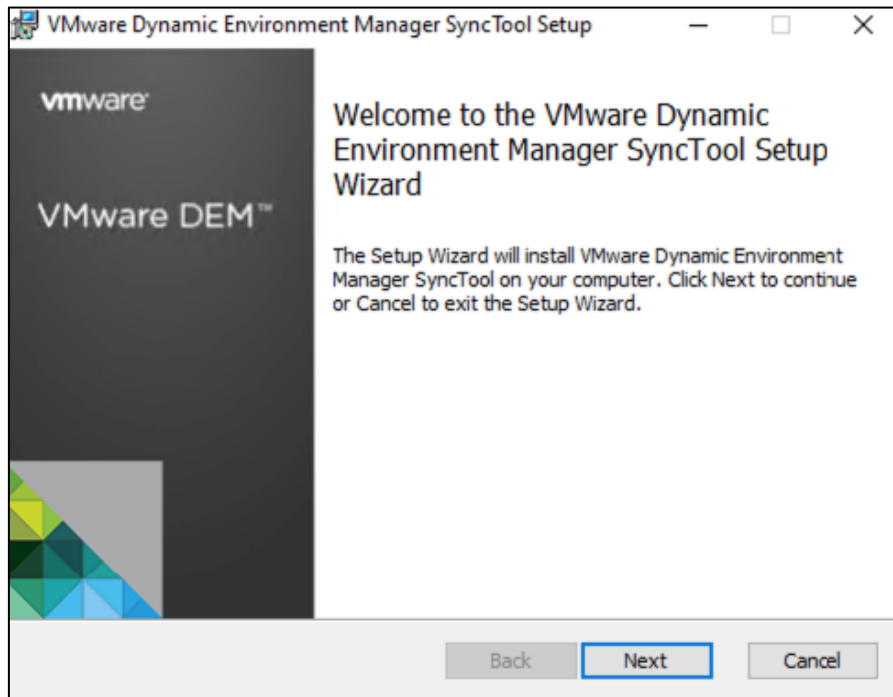 VMware Dynamic Environment Manager SyncTool Setup
vmware
VMware DEM™
Welcome to the VMware Dynamic
Environment Manager SyncTool Setup
Wizard
The Setup Wizard will install VMware Dynamic Environment
Manager SyncTool on your computer. Click Next to continue
or Cancel to exit the Setup Wizard.
Back
Next
Cancel